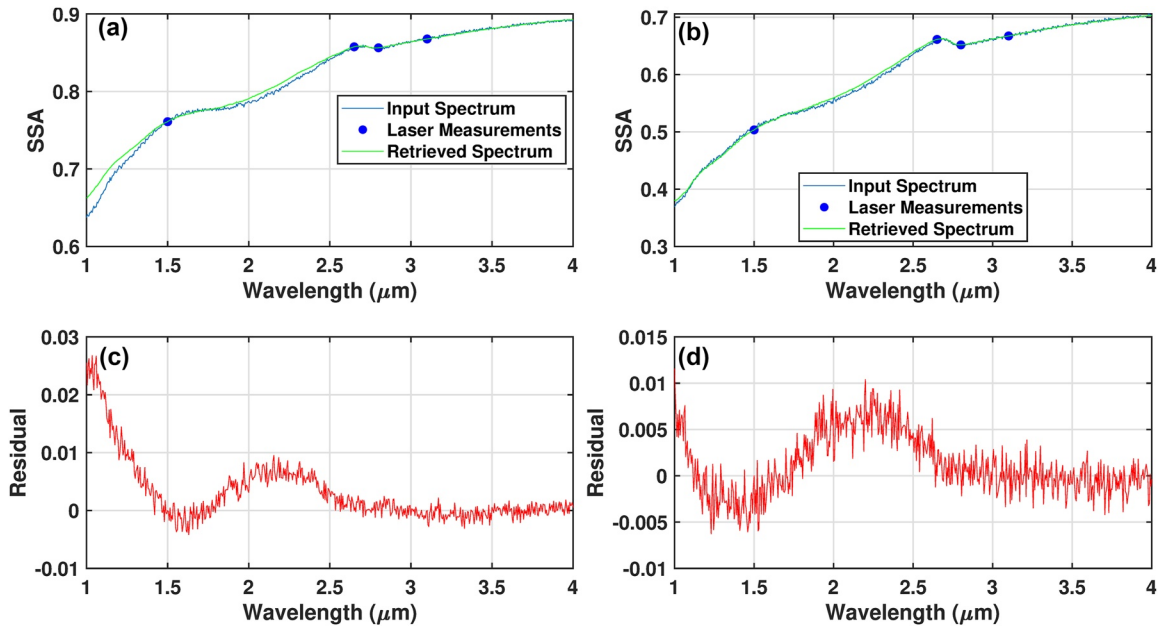 (a)
0.9
0.8
0.7
0.6
SSA
Input Spectrum
Laser Measurements
Retrieved Spectrum
1 1.5 2 2.5 3 3.5 4
Wavelength (μm)
(b)
0.7
0.6
0.5
0.4
0.3
SSA
Input Spectrum
Laser Measurements
Retrieved Spectrum
1 1.5 2 2.5 3 3.5 4
Wavelength (μm)
(c)
0.03
0.02
0.01
0
-0.01
Residual
1 1.5 2 2.5 3 3.5 4
Wavelength (μm)
(d)
0.015
0.01
0.005
0
-0.005
-0.01
Residual
1 1.5 2 2.5 3 3.5 4
Wavelength (μm)